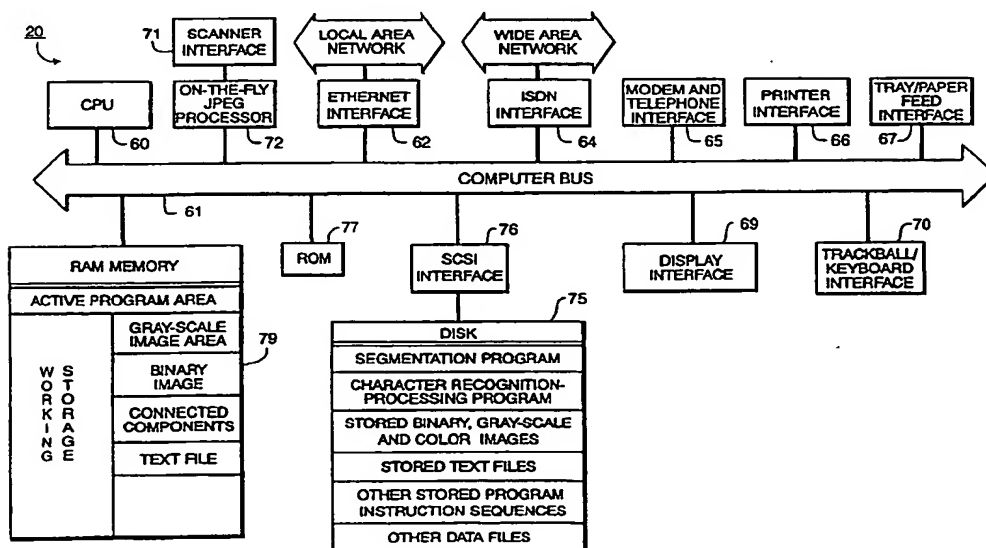 20
71
SCANNER
INTERFACE
LOCAL AREA
NETWORK
WIDE AREA
NETWORK
CPU
ON-THE-FLY
JPEG
PROCESSOR
ETHERNET
INTERFACE
ISDN
INTERFACE
MODEM AND
TELEPHONE
INTERFACE
PRINTER
INTERFACE
TRAY/PAPER
FEED
INTERFACE
60
72
62
64
65
66
67
COMPUTER BUS
61
77
ROM
76
SCSI
INTERFACE
69
DISPLAY
INTERFACE
70
TRACKBALL/
KEYBOARD
INTERFACE
RAM MEMORY
ACTIVE PROGRAM AREA
WORKING
STORAGE
GRAY-SCALE
IMAGE AREA
79
BINARY
IMAGE
CONNECTED
COMPONENTS
TEXT FILE
75
DISK
SEGMENTATION PROGRAM
CHARACTER RECOGNITION-
PROCESSING PROGRAM
STORED BINARY, GRAY-SCALE
AND COLOR IMAGES
STORED TEXT FILES
OTHER STORED PROGRAM
INSTRUCTION SEQUENCES
OTHER DATA FILES